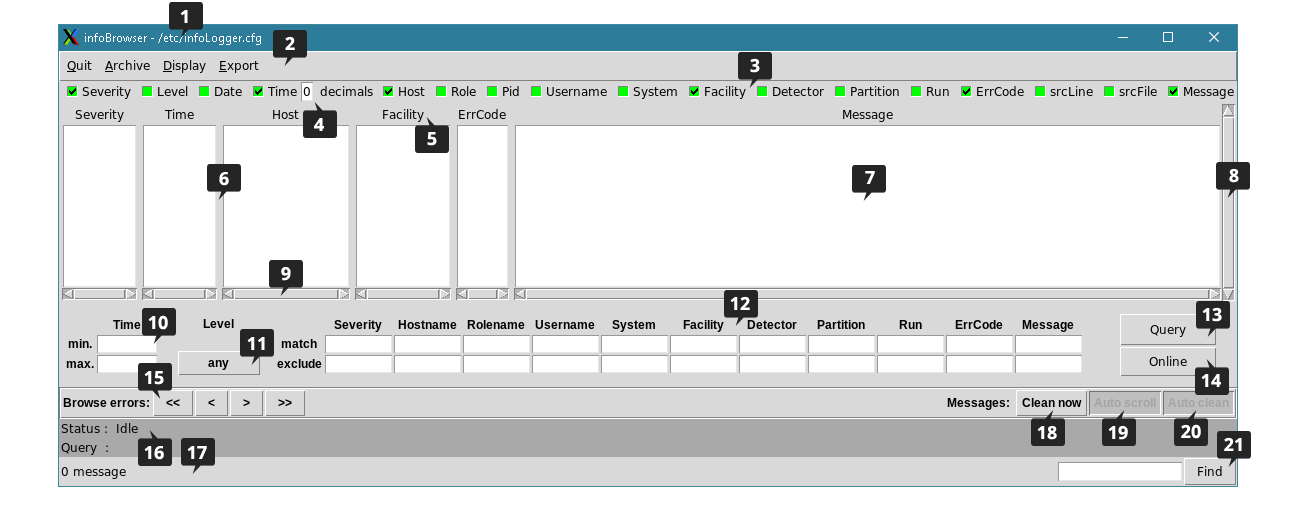 1
infoBrowser - /etc/infoLogger.cfg
2
Quit Archive Display Export
3
Severity Level Date Time 0 decimals Host Role Pid Username System Facility Detector Partition Run ErrCode srcLine srcFile Message
Severity Time Host Facility ErrCode Message
4
5
6
7
8
9
12
Time 10 Level Severity Hostname Rolename Username System Facility Detector Partition Run ErrCode Message
13
Query
min. match
11
max. any exclude Online
14
15
Browse errors: << < > >> Messages: Clean now Auto scroll Auto clean
18 19 20
Status : Idle
16 17 21
Query :
0 message Find